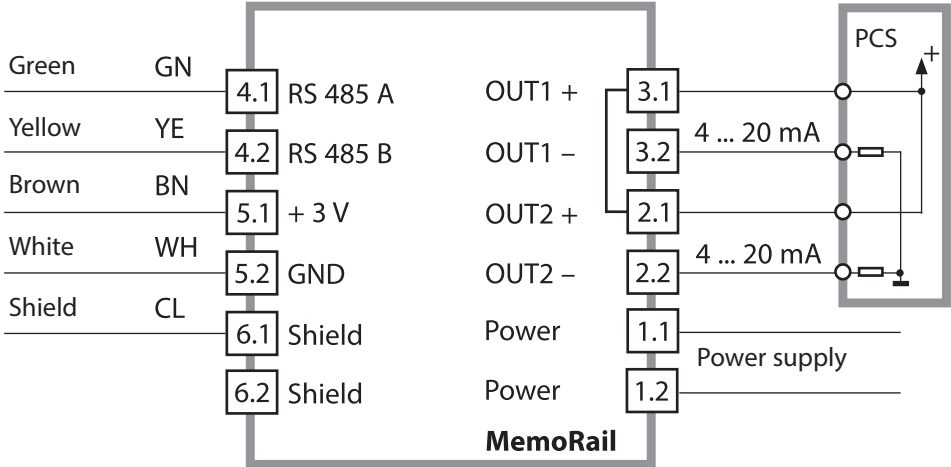 PCS
+
Green GN 4.1 RS 485 A OUT1 + 3.1
Yellow YE 4.2 RS 485 B OUT1 – 3.2 4 ... 20 mA
Brown BN 5.1 + 3 V OUT2 + 2.1
White WH 5.2 GND OUT2 – 2.2 4 ... 20 mA
Shield CL 6.1 Shield Power 1.1
Power supply
6.2 Shield Power 1.2
MemoRail